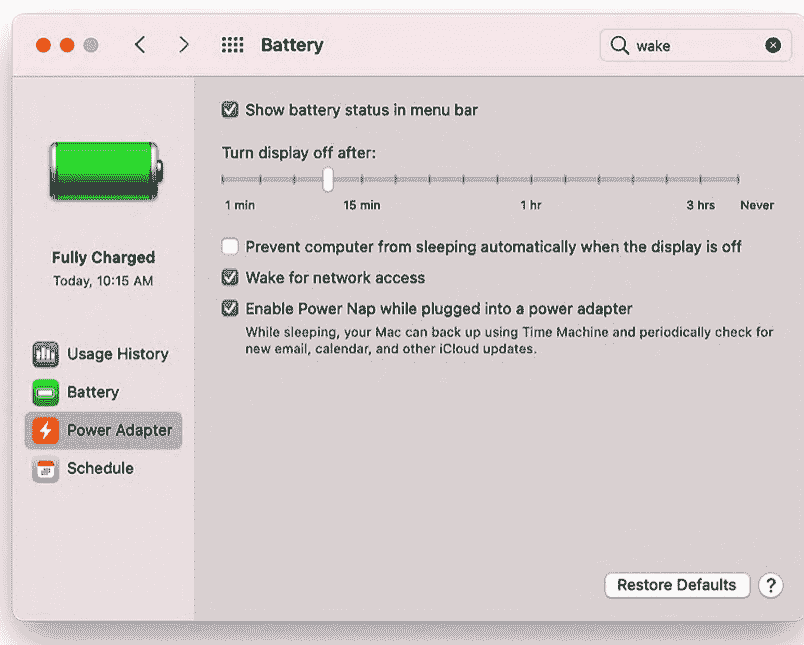 Battery
wake
Show battery status in menu bar
Turn display off after:
1 min 15 min 1 hr 3 hrs Never
Fully Charged
Today, 10:15 AM
Prevent computer from sleeping automatically when the display is off
Wake for network access
Enable Power Nap while plugged into a power adapter
While sleeping, your Mac can back up using Time Machine and periodically check for
new email, calendar, and other iCloud updates.
Usage History
Battery
Power Adapter
Schedule
Restore Defaults ?